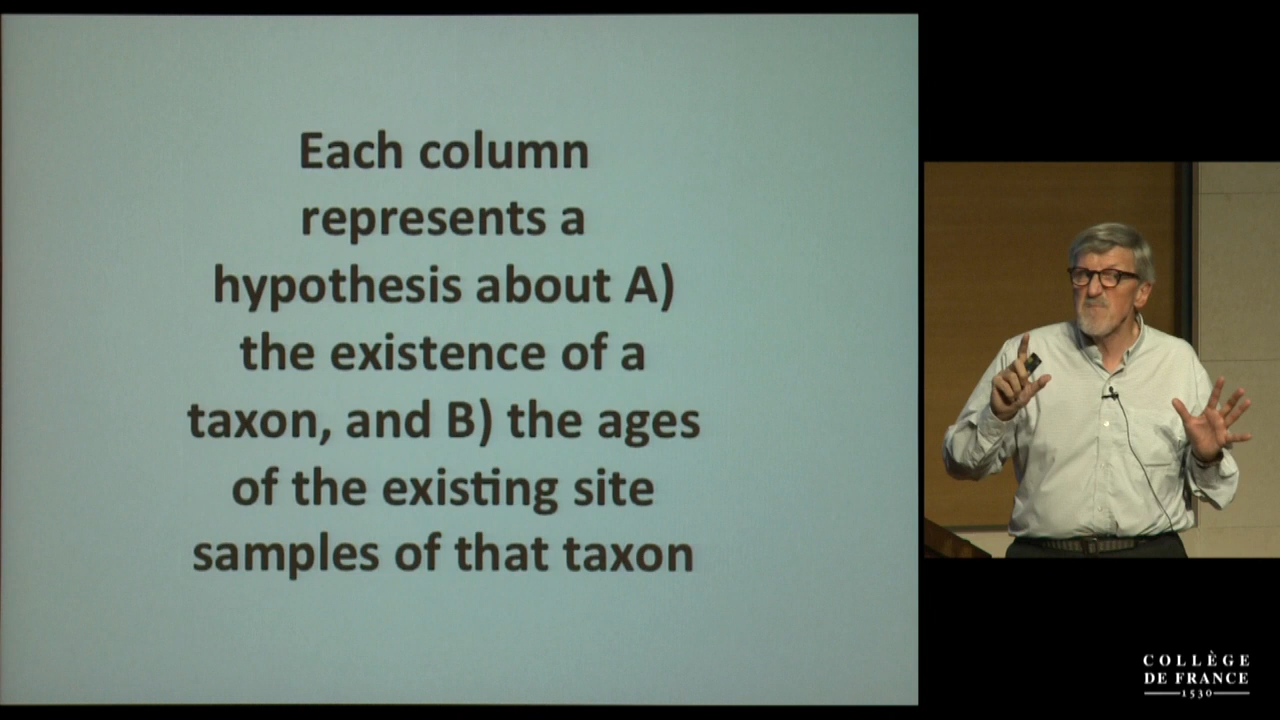 Each column
represents a
hypothesis about A)
the existence of a
taxon, and B) the ages
of the existing site
samples of that taxon
COLLÈGE
DE FRANCE
1530